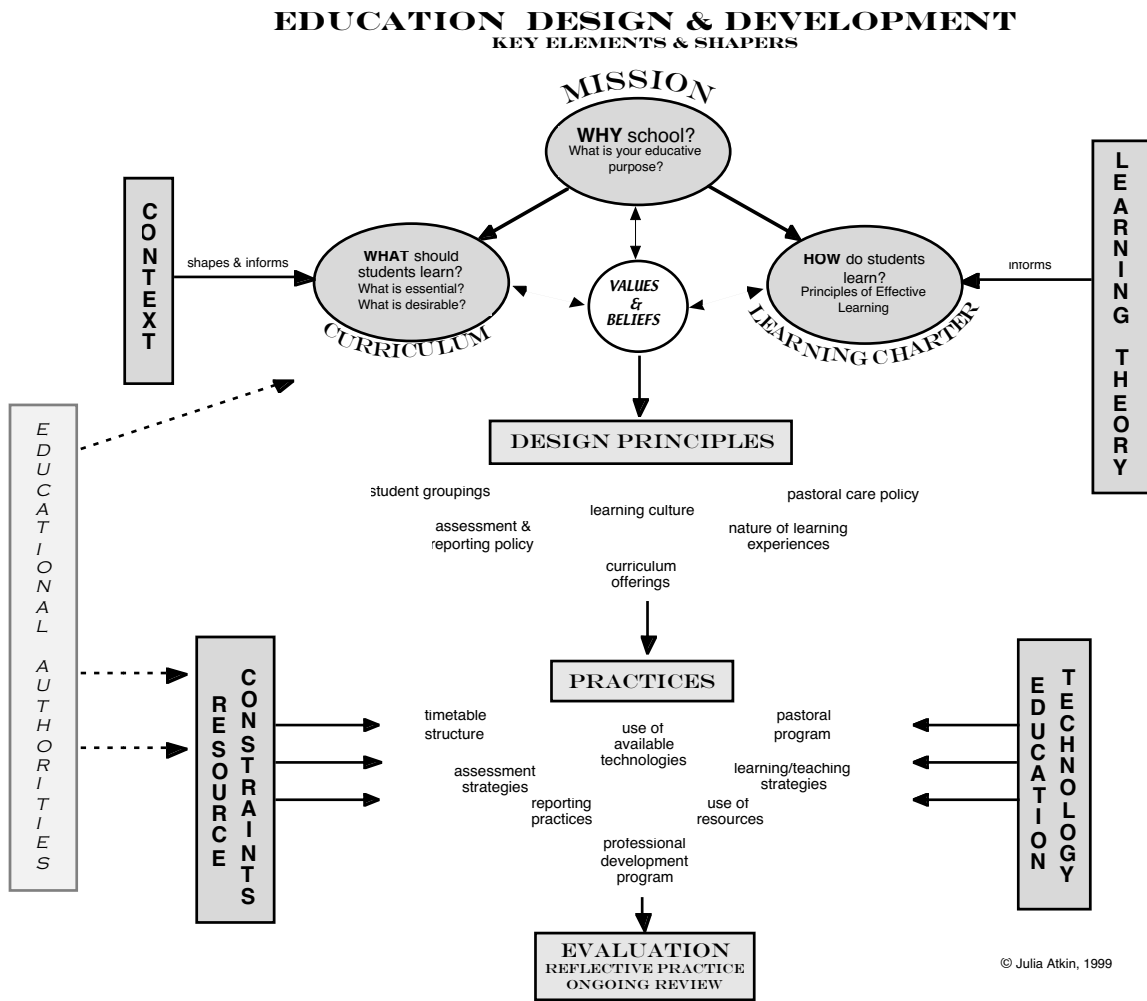 EDUCATION DESIGN & DEVELOPMENT
KEY ELEMENTS & SHAPERS
MISSION
WHY school?
What is your educative
purpose?
CONTEXT
shapes & informs
WHAT should
students learn?
What is essential?
What is desirable?
CURRICULUM
VALUES
&
BELIEFS
HOW do students
learn?
Principles of Effective
Learning
LEARNING CHARTER
informs
LEARNING THEORY
EDUCATIONAL AUTHORITIES
DESIGN PRINCIPLES
student groupings
learning culture
pastoral care policy
assessment &
reporting policy
nature of learning
experiences
curriculum
offerings
RESOURCE
CONSTRAINTS
PRACTICES
timetable
structure
use of
available
technologies
pastoral
program
assessment
strategies
learning/teaching
strategies
reporting
practices
use of
resources
professional
development
program
EDUCATION
TECHNOLOGY
EVALUATION
REFLECTIVE PRACTICE
ONGOING REVIEW
© Julia Atkin, 1999